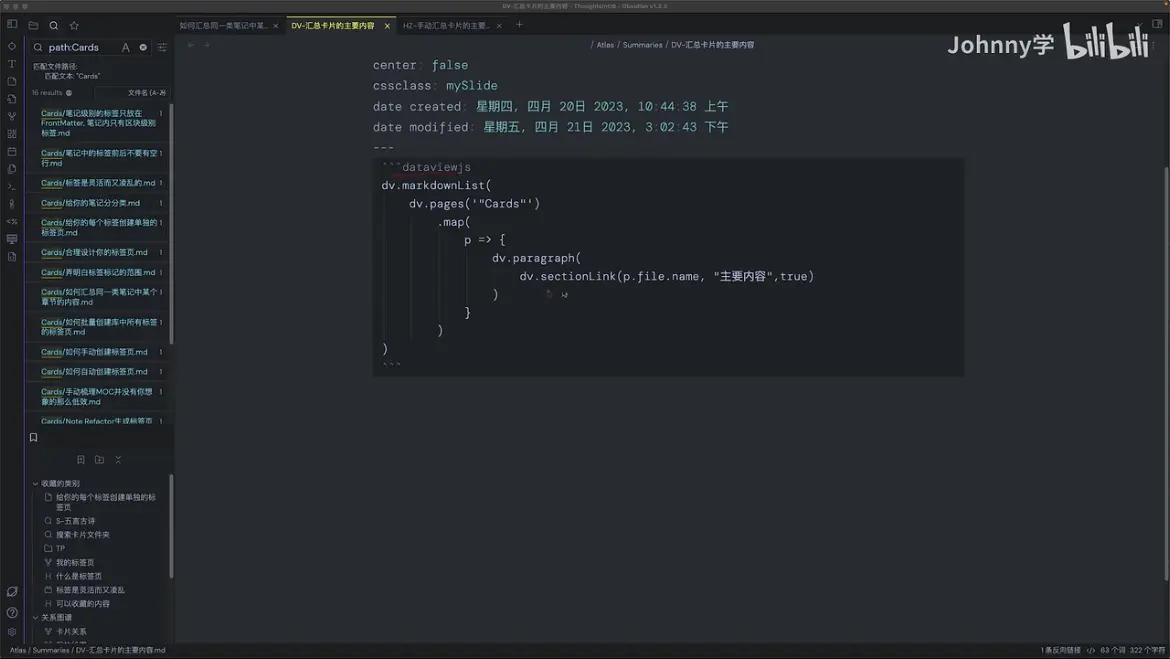 DV-汇总卡片的主要内容 - Thoughts
如何汇总同一类笔记中某...
DV-汇总卡片的主要内容
HZ-手动汇总卡片的主要...
path:Cards
匹配文件路径:
匹配文本: "Cards"
16 results
文件名 (A-Z)
Cards/笔记级别的标签只放在
FrontMatter, 笔记内只有区块级别
标签.md
1
Cards/笔记中的标签前后不要有空
行.md
1
Cards/标签是灵活而又凌乱的.md 1
Cards/给你的笔记分分类.md 1
Cards/给你的每个标签创建单独的
标签页.md
1
Cards/合理设计你的标签页.md 1
Cards/弄明白标签标记的范围.md 1
Cards/如何汇总同一类笔记中某个
章节的内容.md
1
Cards/如何批量创建库中所有标签
的标签页.md
1
Cards/如何手动创建标签页.md 1
Cards/如何自动创建标签页.md 1
Cards/手动梳理MOC并没有你想
象的那么低效.md
1
Cards/Note Refactor生成标签页 1
收藏的类别
给你的每个标签创建单独的标
签页
S-五言古诗
搜索卡片文件夹
TP
我的标签页
什么是标签页
标签是灵活而又凌乱
可以收藏的内容
关系图谱
卡片关系
/ Atlas / Summaries / DV-汇总卡片的主要内容
Johnny学 bilibili
center: false
cssclass: mySlide
date created: 星期四, 四月 20日 2023, 10:44:38 上午
date modified: 星期五, 四月 21日 2023, 3:02:43 下午
---
```dataviewjs
dv.markdownList(
dv.pages('"Cards"')
.map(
p => {
dv.paragraph(
dv.sectionLink(p.file.name, "主要内容",true)
)
}
)
)
```
Atlas / Summaries / DV-汇总卡片的主要内容.md
1 条反向链接
63 个词
322 个字符